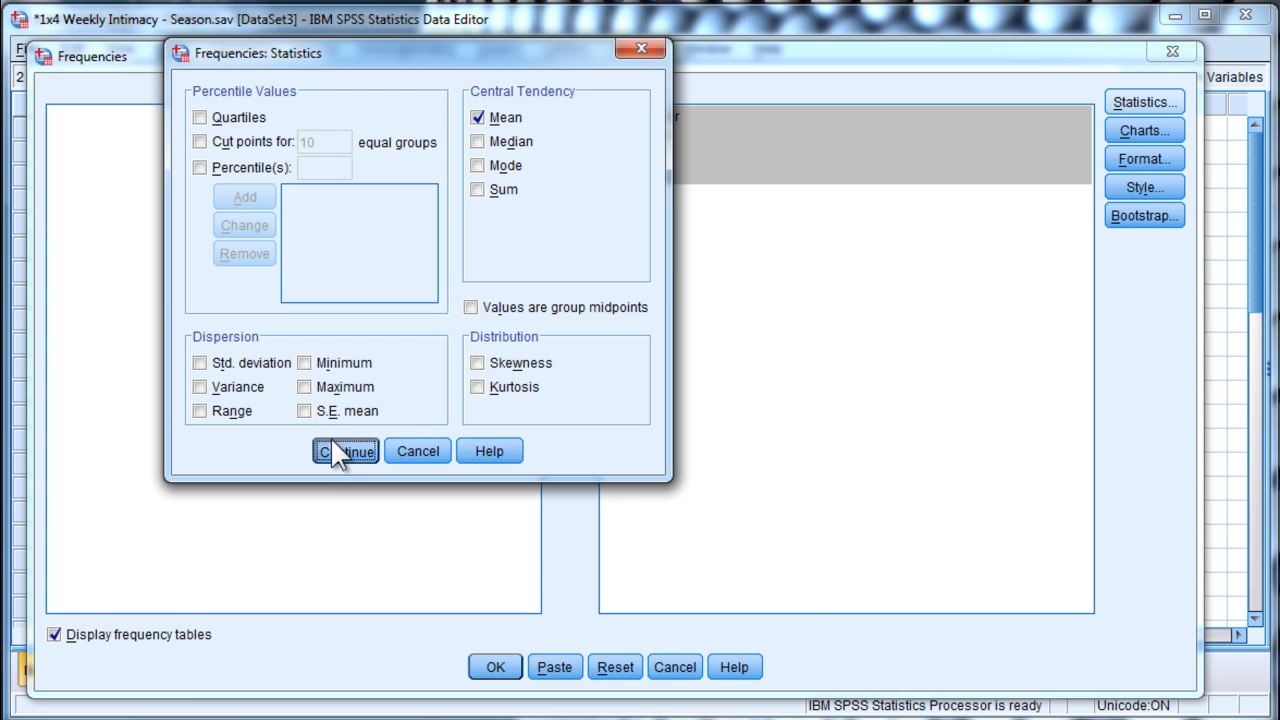 *1x4 Weekly Intimacy - Season.sav [DataSet3] - IBM SPSS Statistics Data Editor
Frequencies
Frequencies: Statistics
Variables
Percentile Values
Quartiles
Cut points for: 10 equal groups
Percentile(s):
Add
Change
Remove
Central Tendency
Mean
Median
Mode
Sum
Values are group midpoints
Dispersion
Std. deviation
Minimum
Variance
Maximum
Range
S.E. mean
Distribution
Skewness
Kurtosis
Continue
Cancel
Help
Statistics...
Charts...
Format...
Style...
Bootstrap...
Display frequency tables
OK
Paste
Reset
Cancel
Help
IBM SPSS Statistics Processor is ready
Unicode:ON